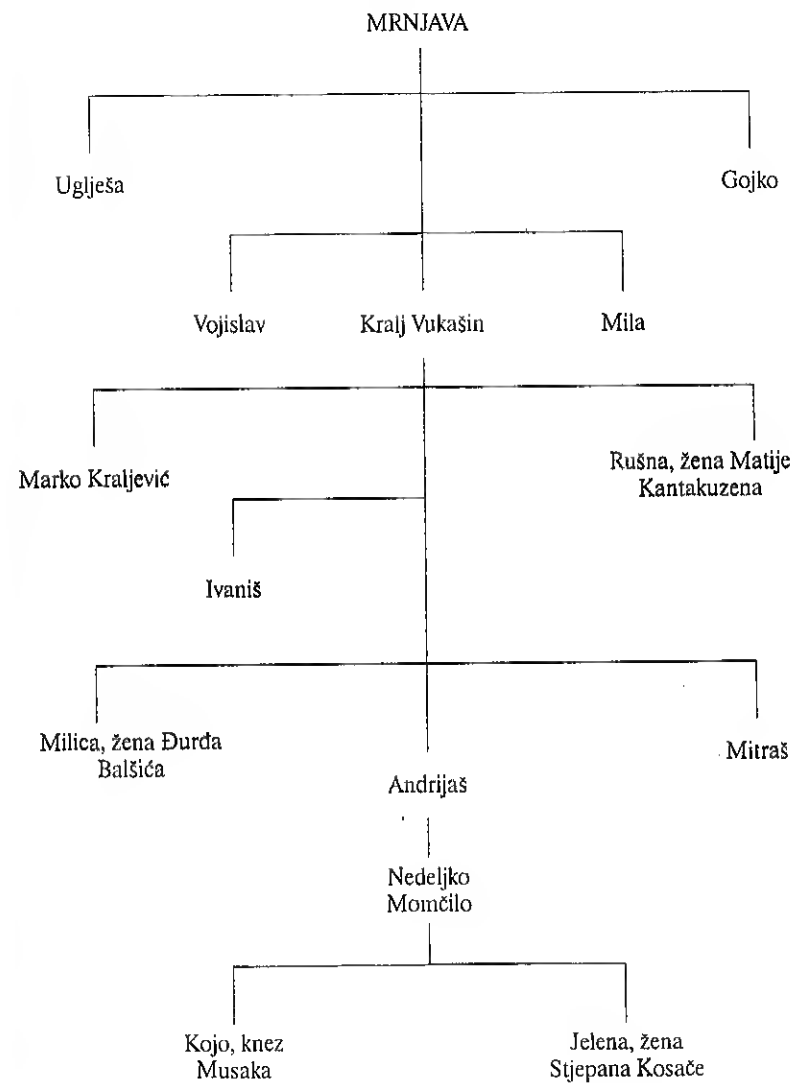 MRNJAVA
Uglješa
Gojko
Vojislav
Kralj Vukašin
Mila
Marko Kraljević
Rušna, žena Matije
Kantakuzena
Ivaniš
Milica, žena Đurđa
Balšića
Mitraš
Andrijaš
Nedeljko
Momčilo
Kojo, knez
Musaka
Jelena, žena
Stjepana Kosače